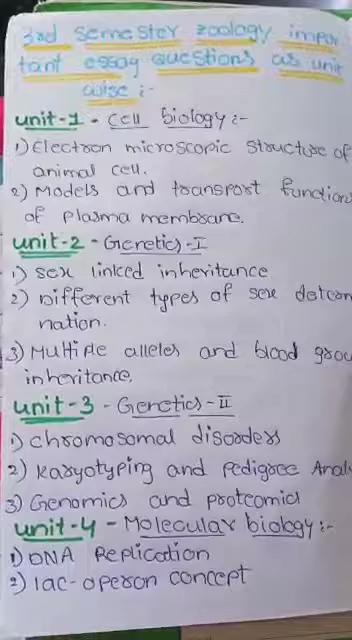 3rd semester zoology impor
tant essay questions as unit
wise :-
unit-1 - Cell biology :-
1) Electron microscopic structure of
animal cell.
2) Models and transport function
of plasma membrane.
unit-2 - Genetics-I
1) sex linked inheritance
2) Different types of sex determ
nation.
3) Multiple alleles and blood grou
inheritance.
unit-3 - Genetics-II
1) chromosomal disorders
2) Karyotyping and pedigree Anal
3) Genomics and proteomics
unit-4 - Molecular biology :-
1) DNA Replication
2) lac-operon concept